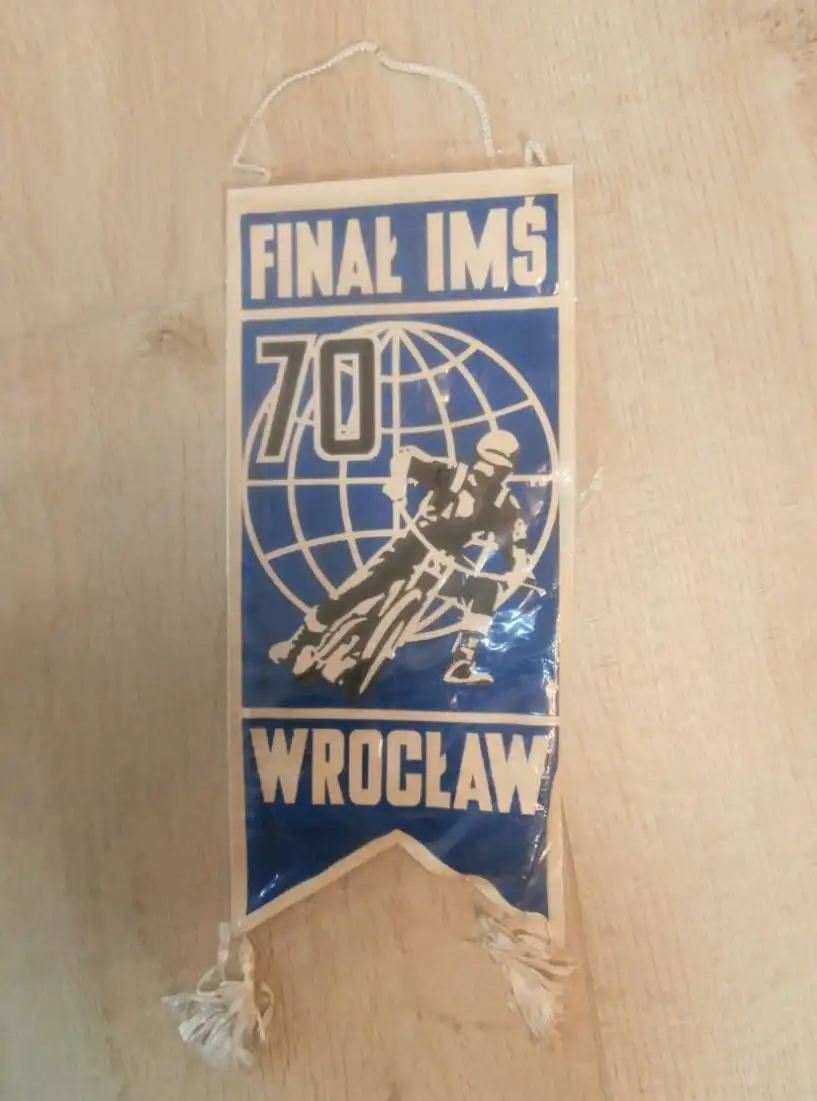 FINAŁ IMŚ
70
WROCŁAW